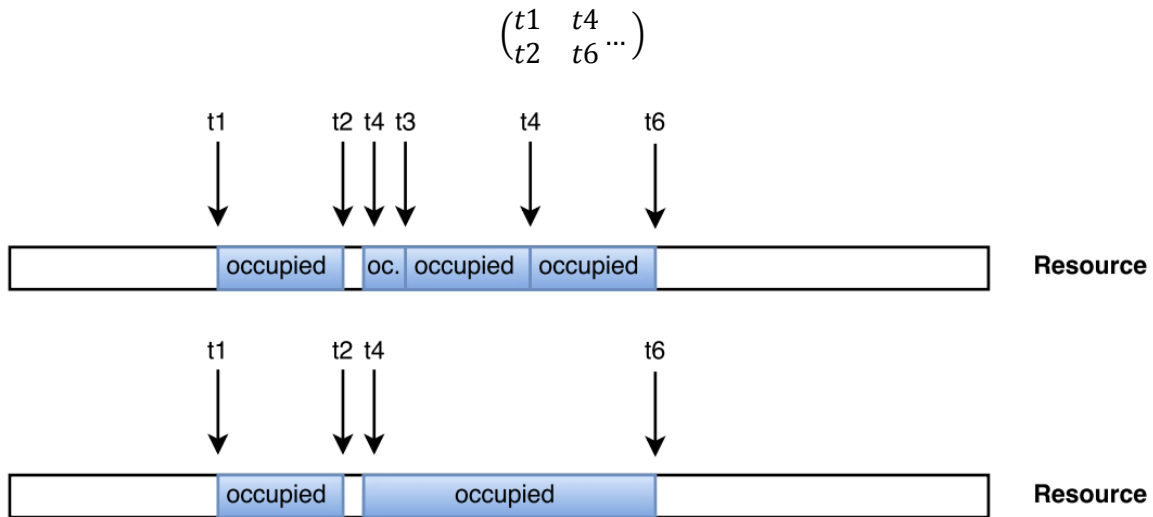 (t1 t4
t2 t6 ...)
t1 t2 t4 t3 t4 t6
occupied oc. occupied occupied Resource
t1 t2 t4 t6
occupied occupied Resource